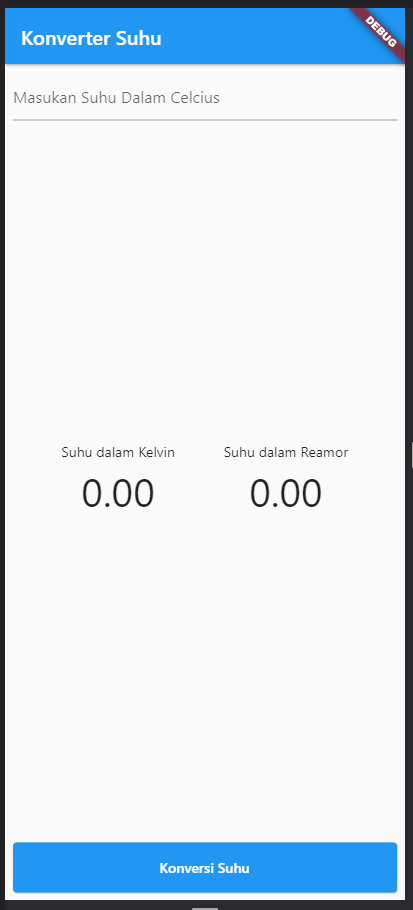 Konverter Suhu
DEBUG
Masukan Suhu Dalam Celcius
Suhu dalam Kelvin
Suhu dalam Reamor
0.00
0.00
Konversi Suhu